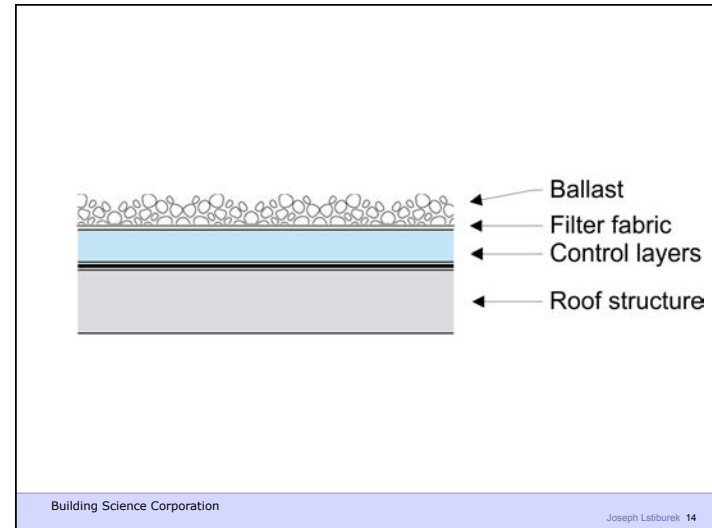 Ballast
Filter fabric
Control layers
Roof structure
Building Science Corporation
Joseph Lstiburek 14